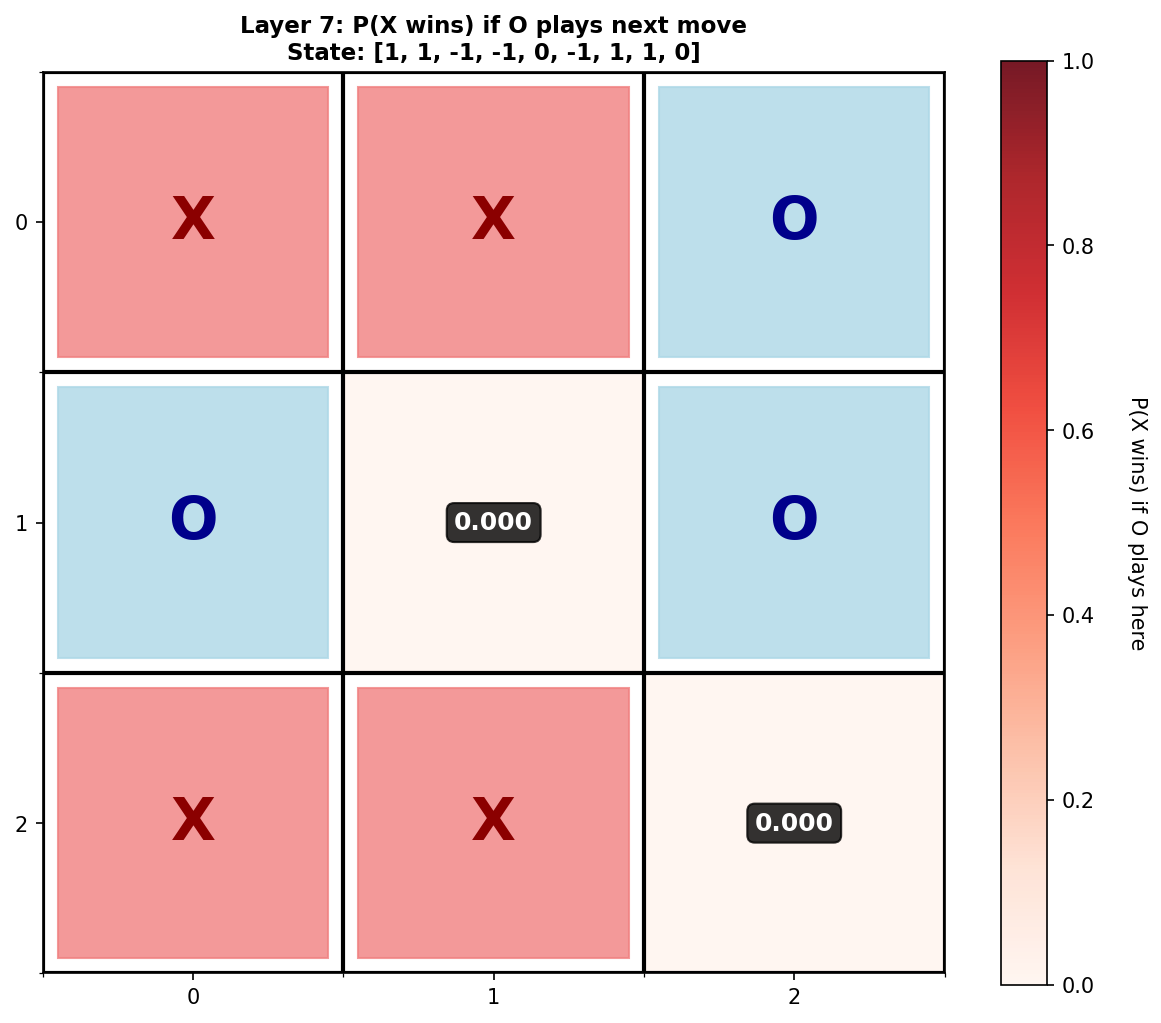 Layer 7: P(X wins) if O plays next move
State: [1, 1, -1, -1, 0, -1, 1, 1, 0]
0
X
X
O
1
O
0.000
O
2
X
X
0.000
0
1
2
1.0
0.8
0.6
0.4
0.2
0.0
P(X wins) if O plays here